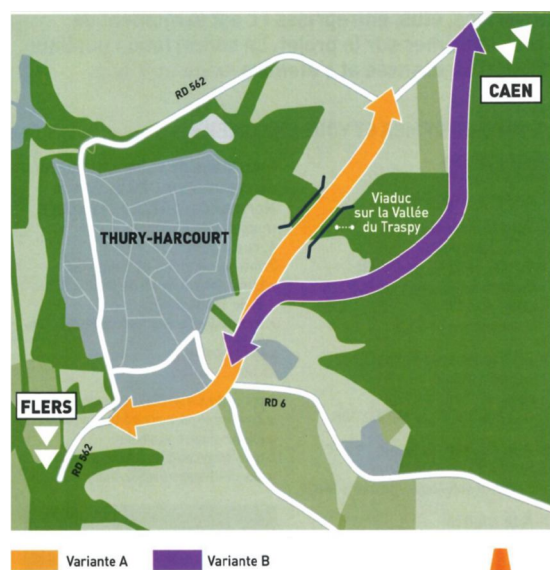 RD 562
CAEN
Viaduc
sur la Vallée
du Traspy
THURY-HARCOURT
FLERS
RD 6
RD 562
Variante A
Variante B